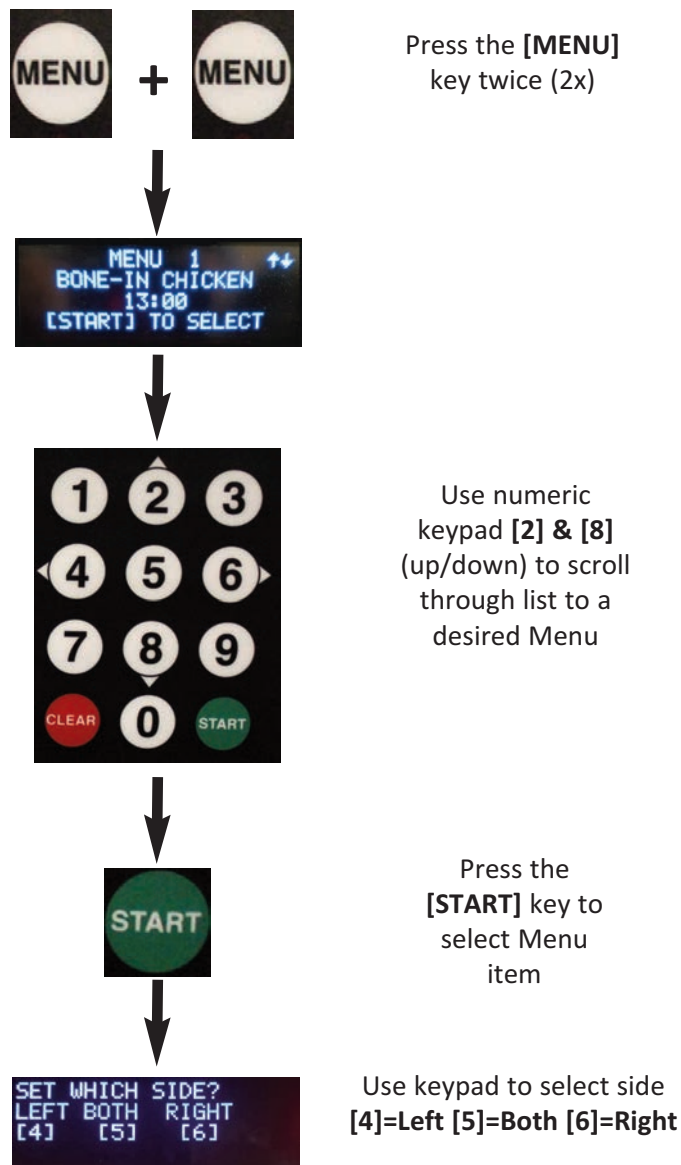 MENU + MENU
Press the [MENU]
key twice (2x)
MENU 1 ↑↓
BONE-IN CHICKEN
13:00
[START] TO SELECT
1 2 3
4 5 6
7 8 9
CLEAR 0 START
Use numeric
keypad [2] & [8]
(up/down) to scroll
through list to a
desired Menu
START
Press the
[START] key to
select Menu
item
SET WHICH SIDE?
LEFT BOTH RIGHT
[4] [5] [6]
Use keypad to select side
[4]=Left [5]=Both [6]=Right